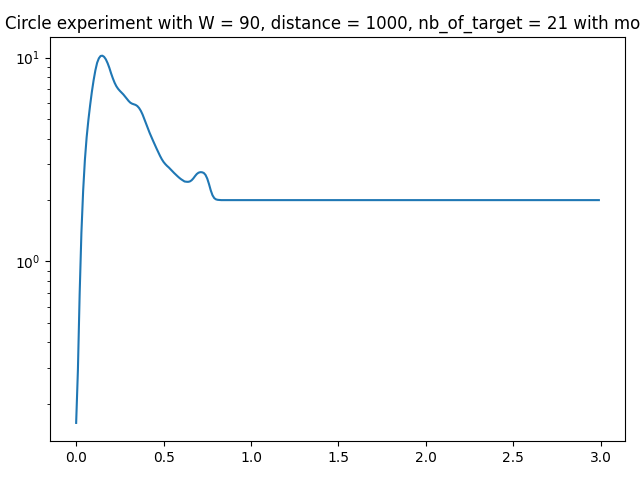 Circle experiment with W = 90, distance = 1000, nb_of_target = 21 with mo
10¹
10⁰
0.0 0.5 1.0 1.5 2.0 2.5 3.0